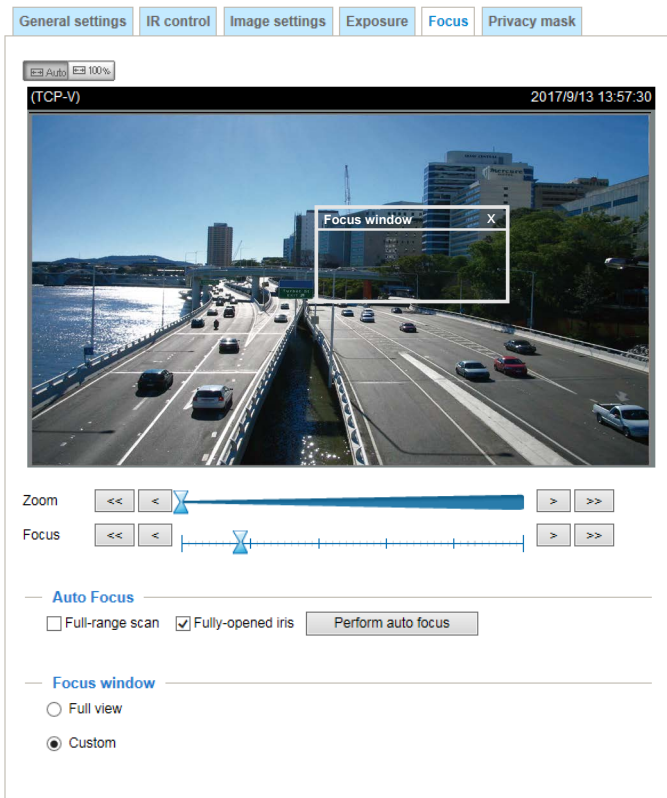 General settings IR control Image settings Exposure Focus Privacy mask
Auto 100%
(TCP-V) 2017/9/13 13:57:30
Mercure
Focus window X
Zoom << < > >>
Focus << < > >>
Auto Focus
Full-range scan Fully-opened iris Perform auto focus
Focus window
Full view
Custom